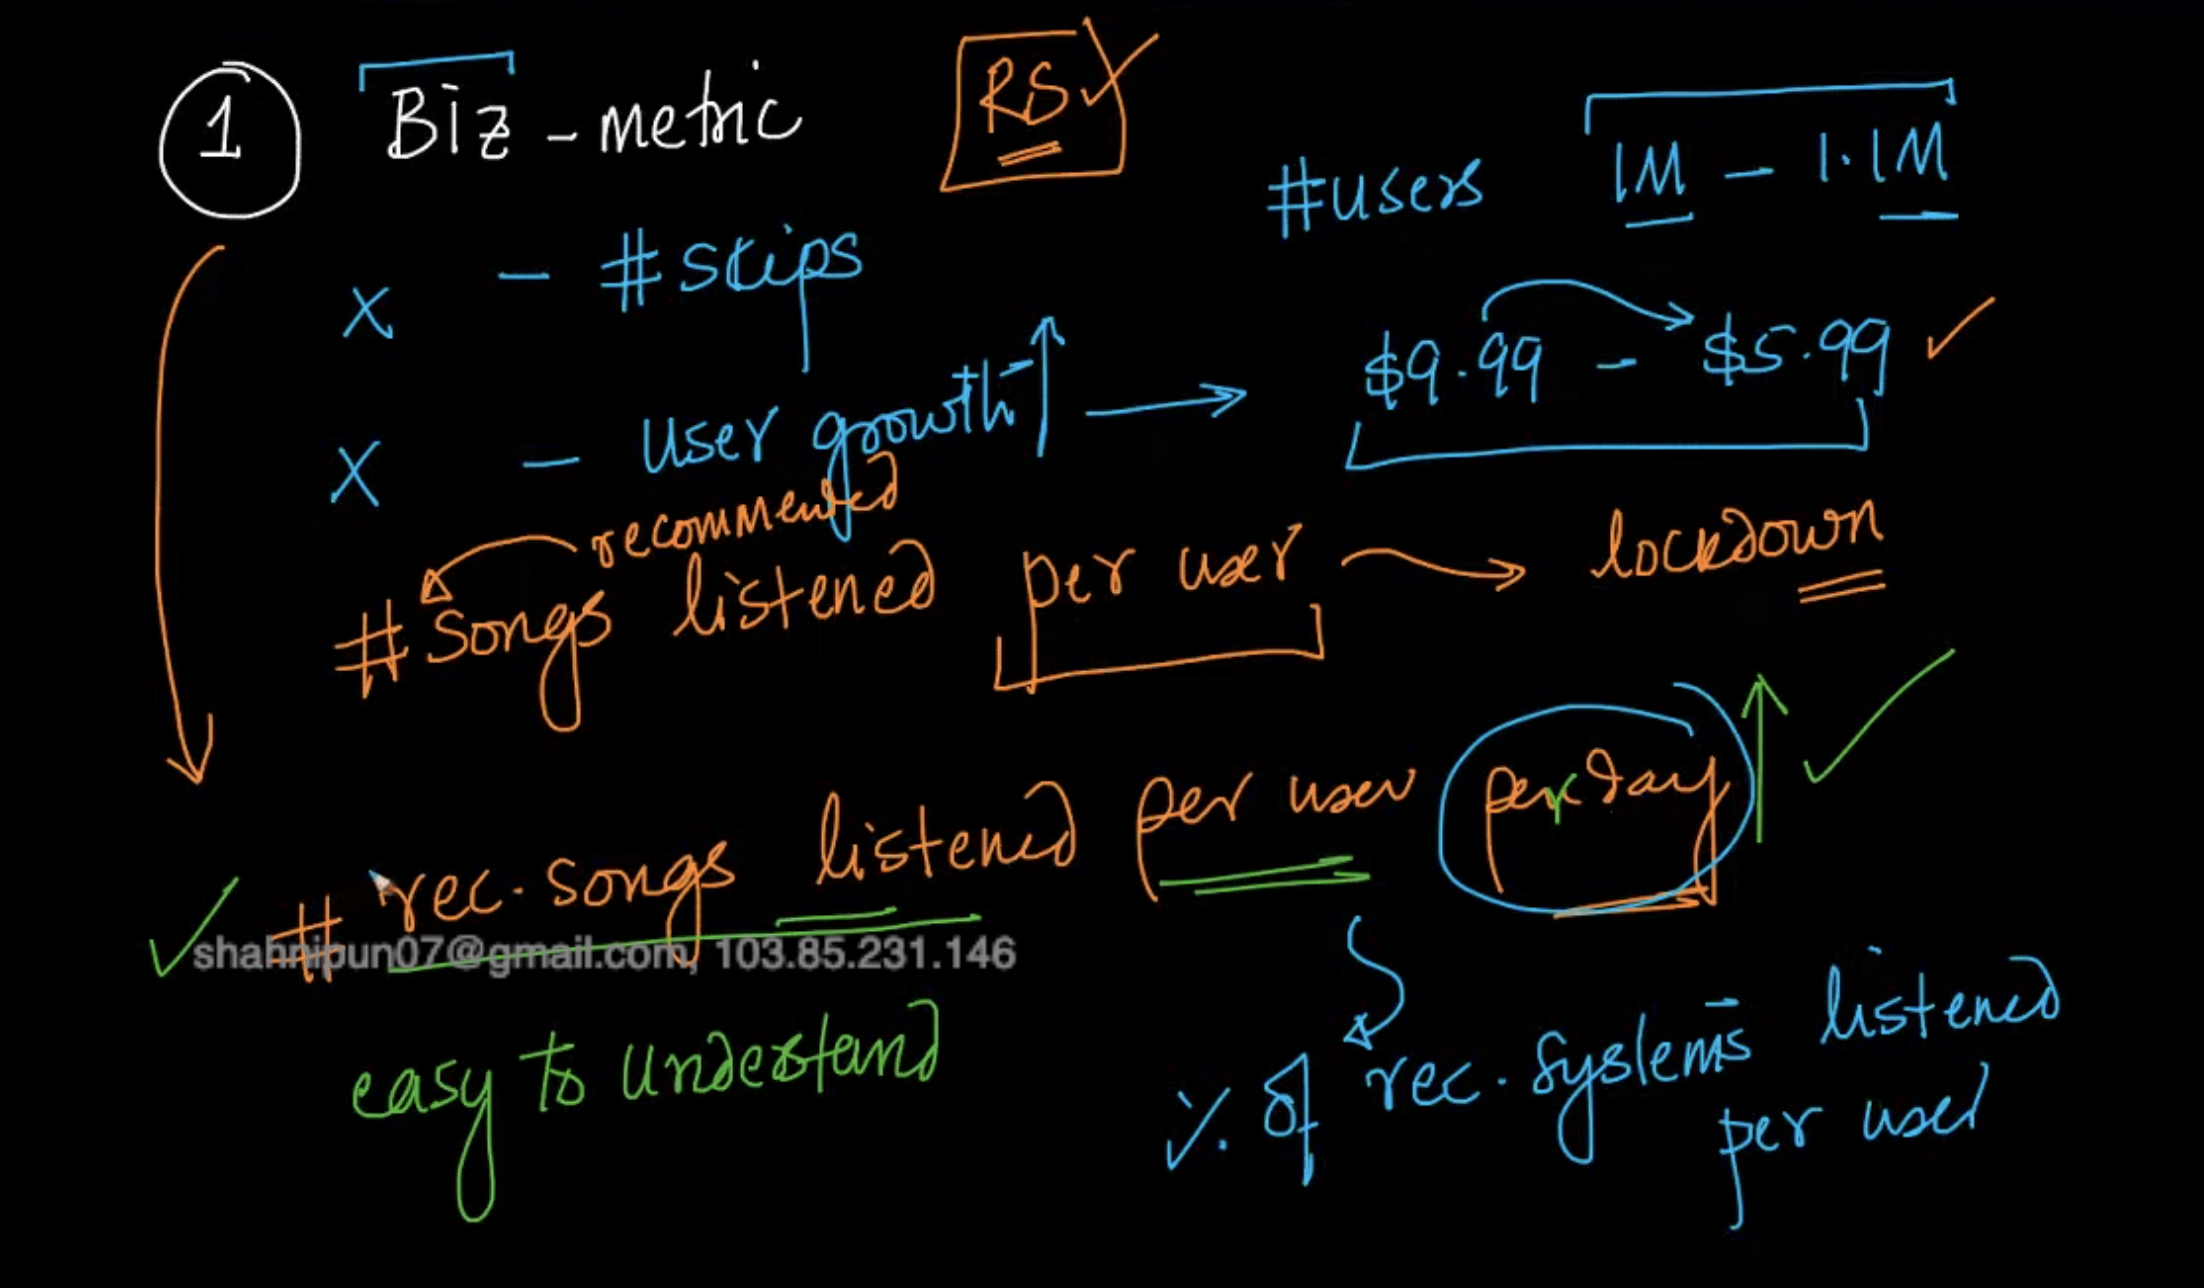 1 Biz - metric RS
#users 1M - 1.1M
x - #skips
$9.99 - $5.99
x - user growth
recommented
#songs listened per user lockdown
# rec. songs listened per user per day
shahnipun07@gmail.com, 103.85.231.146
easy to understand
% of rec. systems listened
per user